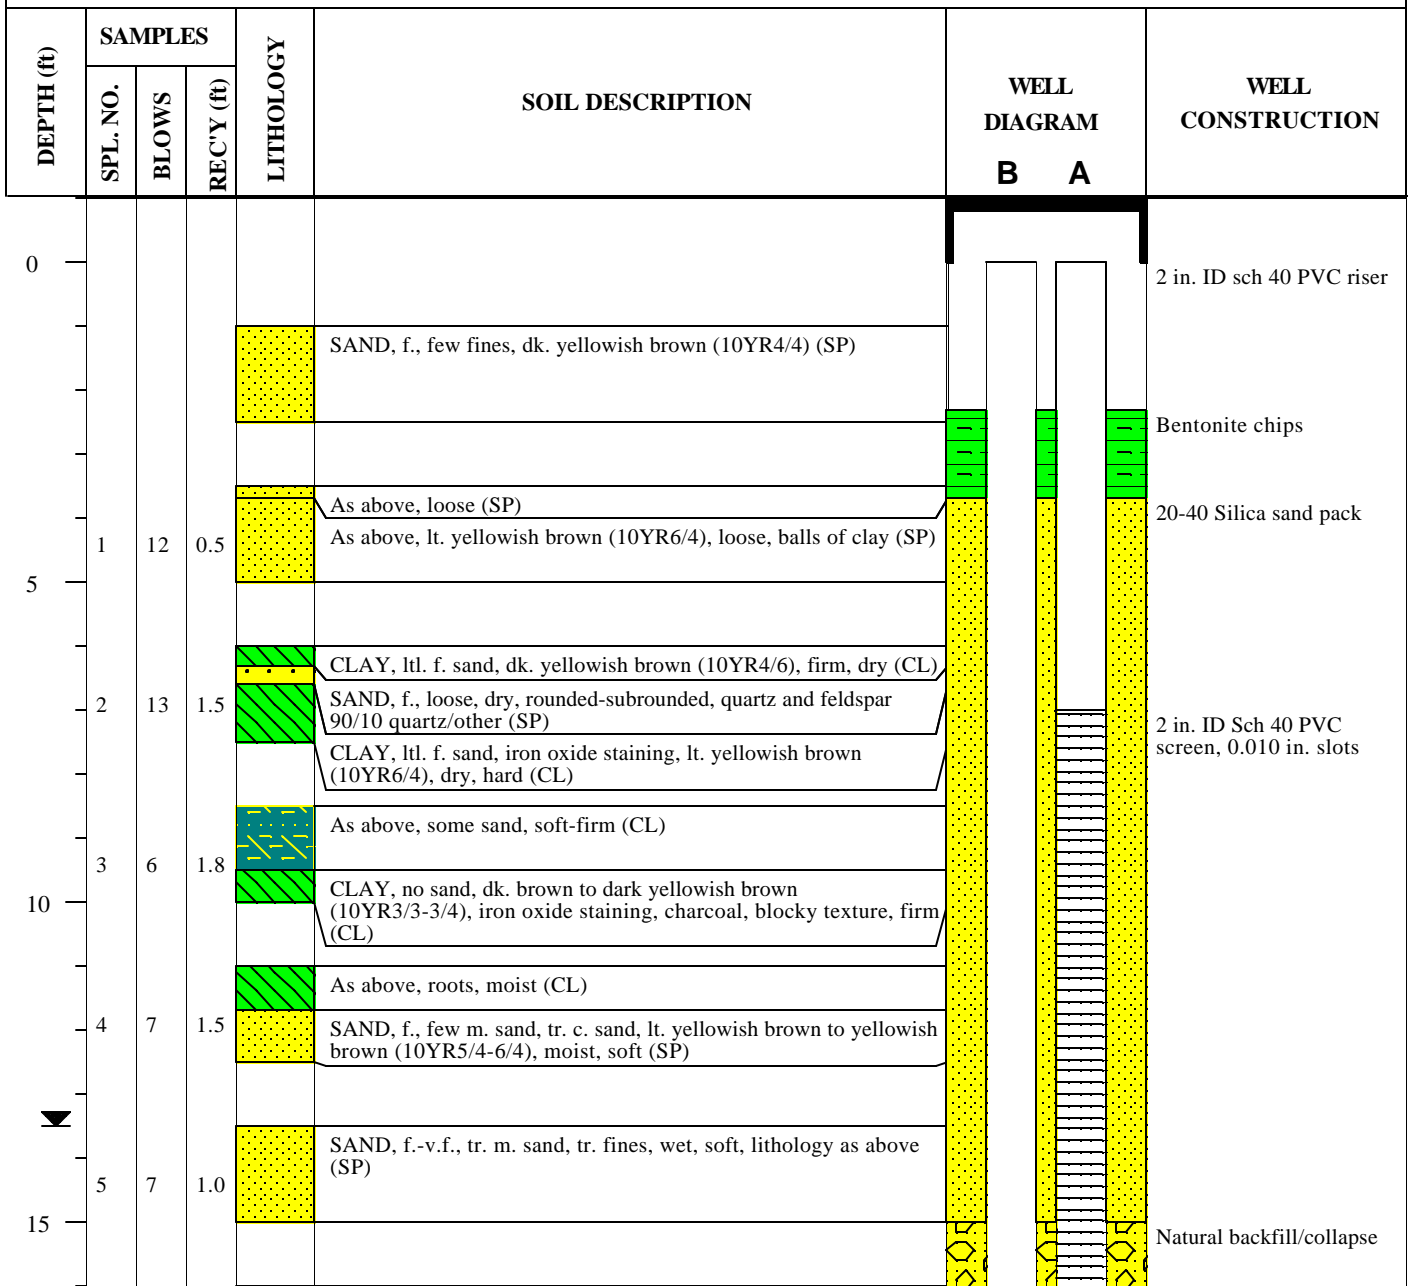 DEPTH (ft)
SAMPLES
SPL. NO.
BLOWS
REC'Y (ft)
LITHOLOGY
SOIL DESCRIPTION
WELL
DIAGRAM
B A
WELL
CONSTRUCTION
0
2 in. ID sch 40 PVC riser
SAND, f., few fines, dk. yellowish brown (10YR4/4) (SP)
Bentonite chips
As above, loose (SP)
20-40 Silica sand pack
1 12 0.5
As above, lt. yellowish brown (10YR6/4), loose, balls of clay (SP)
5
CLAY, ltl. f. sand, dk. yellowish brown (10YR4/6), firm, dry (CL)
2 13 1.5
SAND, f., loose, dry, rounded-subrounded, quartz and feldspar
90/10 quartz/other (SP)
2 in. ID Sch 40 PVC
screen, 0.010 in. slots
CLAY, ltl. f. sand, iron oxide staining, lt. yellowish brown
(10YR6/4), dry, hard (CL)
As above, some sand, soft-firm (CL)
3 6 1.8
CLAY, no sand, dk. brown to dark yellowish brown
(10YR3/3-3/4), iron oxide staining, charcoal, blocky texture, firm
(CL)
10
As above, roots, moist (CL)
4 7 1.5
SAND, f., few m. sand, tr. c. sand, lt. yellowish brown to yellowish
brown (10YR5/4-6/4), moist, soft (SP)
SAND, f.-v.f., tr. m. sand, tr. fines, wet, soft, lithology as above
(SP)
5 7 1.0
15
Natural backfill/collapse